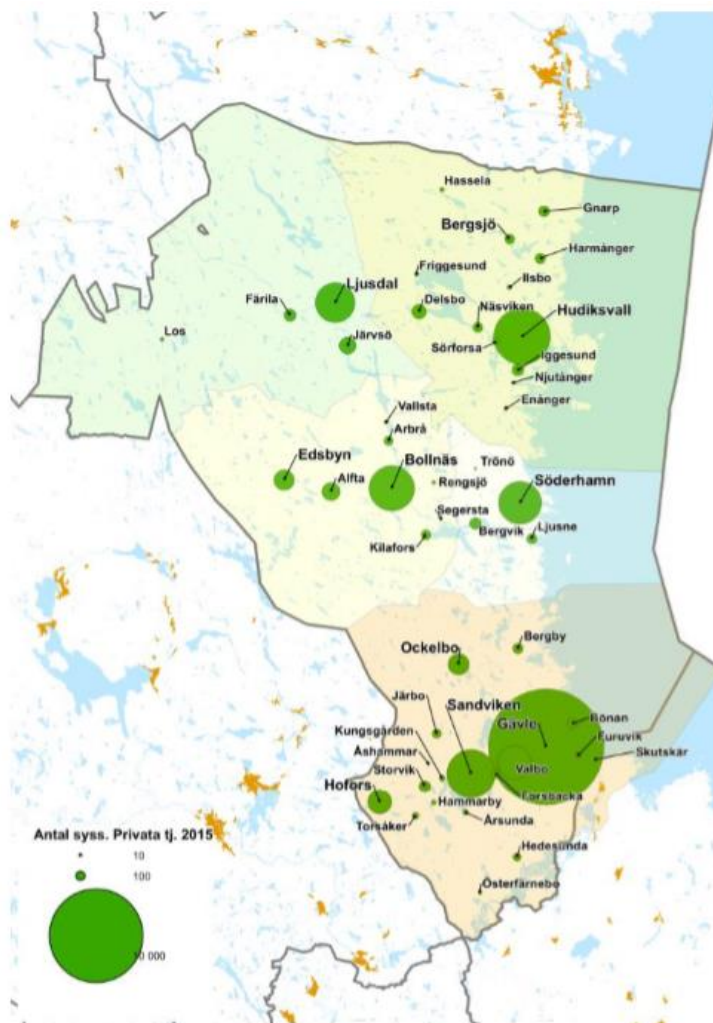 Hassela
Gnarp
Bergsjö
Harmånger
Friggesund
Ilsbo
Ljusdal
Färila
Delsbo
Näsviken
Hudiksvall
Los
Järvsö
Sörforsa
Iggesund
Njutånger
Enånger
Vallsta
Arbrå
Edsbyn
Bollnäs
Trönö
Alfta
Rengsjö
Söderhamn
Segersta
Bergvik
Ljusne
Kilafors
Bergby
Ockelbo
Järbo
Sandviken
Bönan
Kungsgården
Gävle
Furuvik
Åshammar
Skutskär
Storvik
Valbo
Hofors
Hammarby
Forsbacka
Torsåker
Årsunda
Hedesunda
Österfärnebo
Antal syss. Privata tj. 2015
10
100
10 000